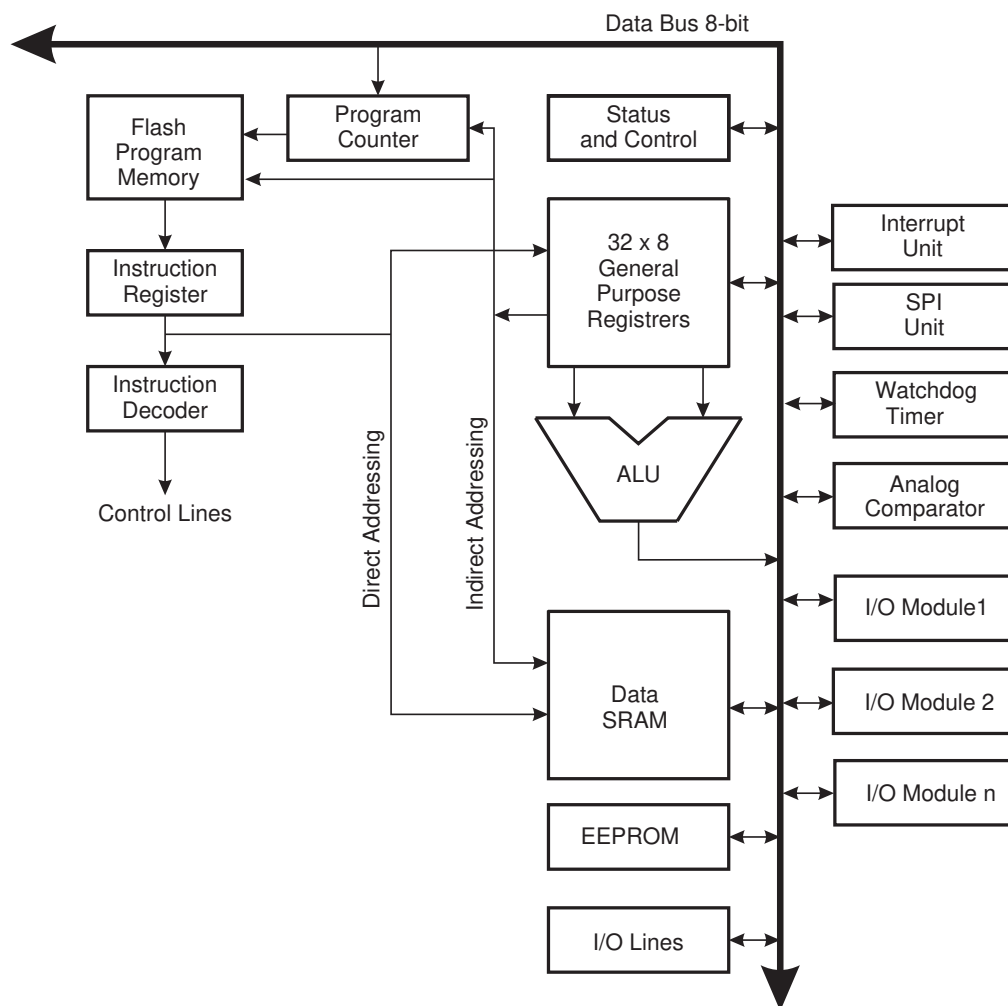 Data Bus 8-bit
Flash
Program
Memory
Program
Counter
Status
and Control
32 x 8
General
Purpose
Registrers
Instruction
Register
Instruction
Decoder
Control Lines
Direct Addressing
Indirect Addressing
ALU
Interrupt
Unit
SPI
Unit
Watchdog
Timer
Analog
Comparator
I/O Module1
Data
SRAM
I/O Module 2
I/O Module n
EEPROM
I/O Lines